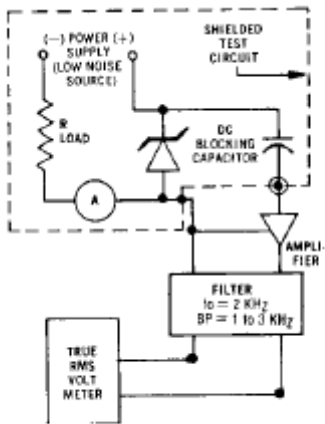 (−) POWER (+)
SUPPLY
(LOW NOISE
SOURCE)
SHIELDED
TEST
CIRCUIT
R
LOAD
DC
BLOCKING
CAPACITOR
A
AMPLI-
FIER
FILTER
fo = 2 KHz
BP = 1 to 3 KHz
TRUE
RMS
VOLT
METER